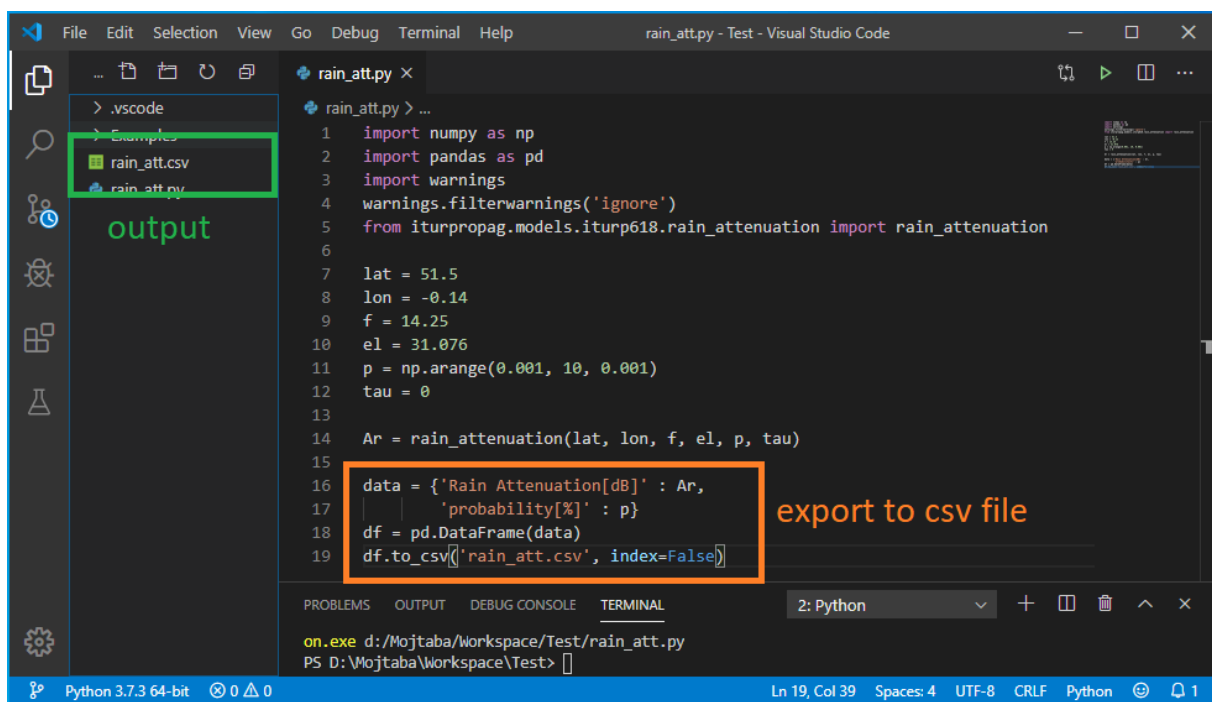 File Edit Selection View Go Debug Terminal Help rain_att.py - Test - Visual Studio Code
... rain_att.py
> .vscode
> Examples
rain_att.csv
rain_att.py
output
rain_att.py > ...
1 import numpy as np
2 import pandas as pd
3 import warnings
4 warnings.filterwarnings('ignore')
5 from iturpropag.models.iturp618.rain_attenuation import rain_attenuation
6
7 lat = 51.5
8 lon = -0.14
9 f = 14.25
10 el = 31.076
11 p = np.arange(0.001, 10, 0.001)
12 tau = 0
13
14 Ar = rain_attenuation(lat, lon, f, el, p, tau)
15
16 data = {'Rain Attenuation[dB]' : Ar,
17 'probability[%]' : p}
18 df = pd.DataFrame(data)
19 df.to_csv('rain_att.csv', index=False)
export to csv file
PROBLEMS OUTPUT DEBUG CONSOLE TERMINAL 2: Python
on.exe d:/Mojtaba/Workspace/Test/rain_att.py
PS D:\Mojtaba\Workspace\Test>
Python 3.7.3 64-bit 0 0 Ln 19, Col 39 Spaces: 4 UTF-8 CRLF Python 1